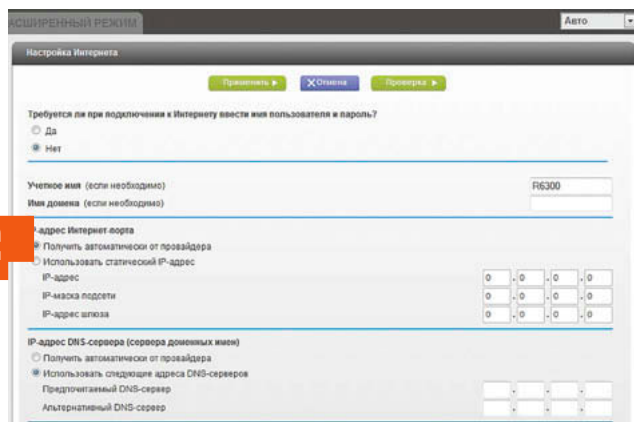 АСШИРЕННЫЙ РЕЖИМ
Авто
Настройка Интернета
Применить
X Отмена
Проверка
Требуется ли при подключении к Интернету ввести имя пользователя и пароль?
Да
Нет
Учетное имя (если необходимо)
R6300
Имя домена (если необходимо)
IP-адрес Интернет-порта
Получить автоматически от провайдера
Использовать статический IP-адрес
IP-адрес 0 . 0 . 0 . 0
IP-маска подсети 0 . 0 . 0 . 0
IP-адрес шлюза 0 . 0 . 0 . 0
IP-адрес DNS-сервера (сервера доменных имен)
Получить автоматически от провайдера
Использовать следующие адреса DNS-серверов
Предпочитаемый DNS-сервер . . .
Альтернативный DNS-сервер . . .